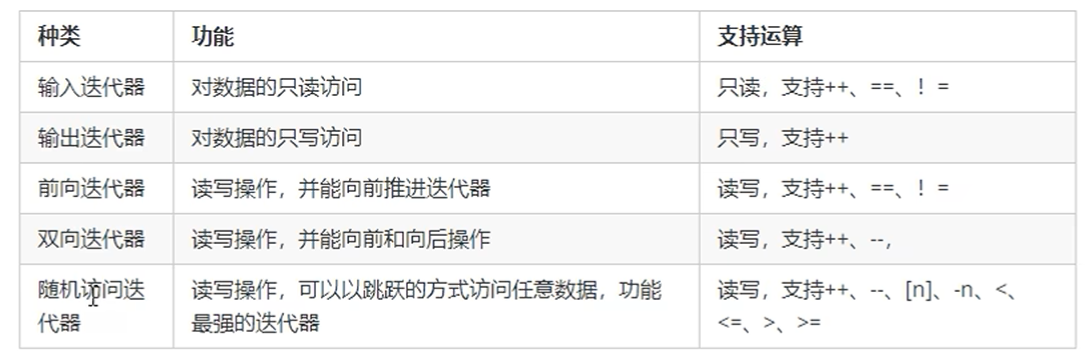 种类 功能 支持运算
输入迭代器 对数据的只读访问 只读，支持++、==、！=
输出迭代器 对数据的只写访问 只写，支持++
前向迭代器 读写操作，并能向前推进迭代器 读写，支持++、==、！=
双向迭代器 读写操作，并能向前和向后操作 读写，支持++、--，
随机访问迭 读写操作，可以以跳跃的方式访问任意数据，功能 读写，支持++、--、[n]、-n、<、
代器 最强的迭代器 <=、>、>=